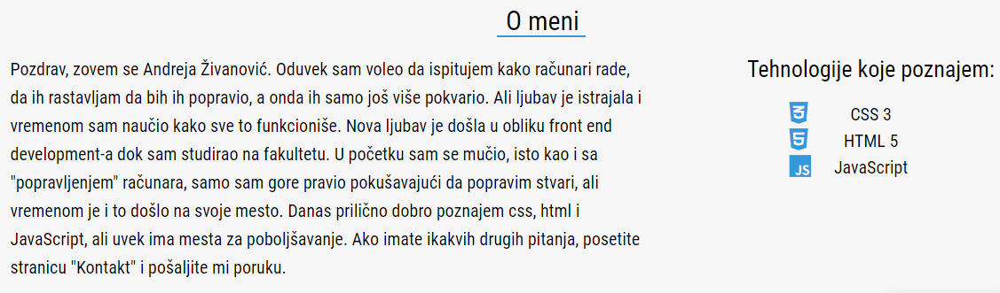 O meni
Pozdrav, zovem se Andreja Živanović. Oduvek sam voleo da ispitujem kako računari rade,
da ih rastavljam da bih ih popravio, a onda ih samo još više pokvario. Ali ljubav je istrajala i
vremenom sam naučio kako sve to funkcioniše. Nova ljubav je došla u obliku front end
development-a dok sam studirao na fakultetu. U početku sam se mučio, isto kao i sa
"popravljenjem" računara, samo sam gore pravio pokušavajući da popravim stvari, ali
vremenom je i to došlo na svoje mesto. Danas prilično dobro poznajem css, html i
JavaScript, ali uvek ima mesta za poboljšavanje. Ako imate ikakvih drugih pitanja, posetite
stranicu "Kontakt" i pošaljite mi poruku.
Tehnologije koje poznajem:
3 CSS 3
5 HTML 5
JS JavaScript